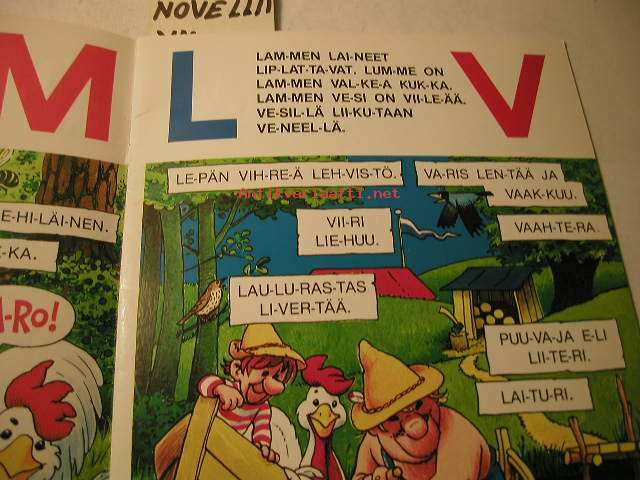 NOVELLIT
M L V
LAM-MEN LAI-NEET
LIP-LAT-TA-VAT. LUM-ME ON
LAM-MEN VAL-KE-A KUK-KA.
LAM-MEN VE-SI ON VII-LE-ÄÄ.
VE-SIL-LÄ LII-KU-TAAN
VE-NEEL-LÄ.
LE-PÄN VIH-RE-Ä LEH-VIS-TÖ.
VA-RIS LEN-TÄÄ JA
VAAK-KUU.
Antikvariaatti.net
E-HI-LÄI-NEN.
VII-RI
LIE-HUU.
VAAH-TE-RA.
E-KA.
LAU-LU-RAS-TAS
LI-VER-TÄÄ.
I-RO!
PUU-VA-JA E-LI
LII-TE-RI.
LAI-TU-RI.